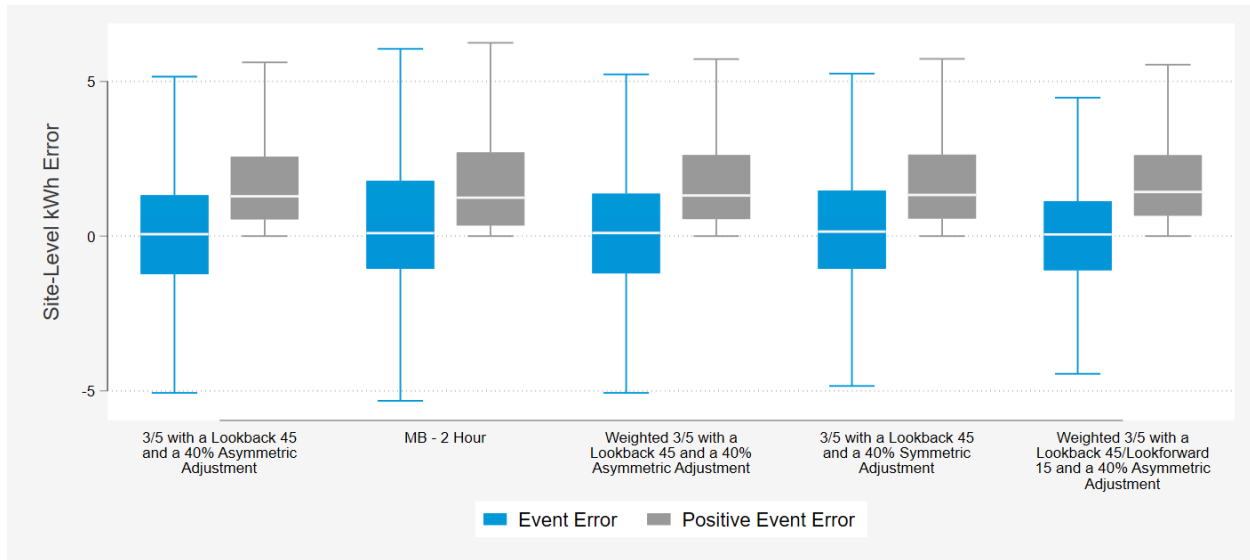 Site-Level kWh Error
5
0
-5
3/5 with a Lookback 45
and a 40% Asymmetric
Adjustment
MB - 2 Hour
Weighted 3/5 with a
Lookback 45 and a 40%
Asymmetric Adjustment
3/5 with a Lookback 45
and a 40% Symmetric
Adjustment
Weighted 3/5 with a
Lookback 45/Lookforward
15 and a 40% Asymmetric
Adjustment
Event Error
Positive Event Error